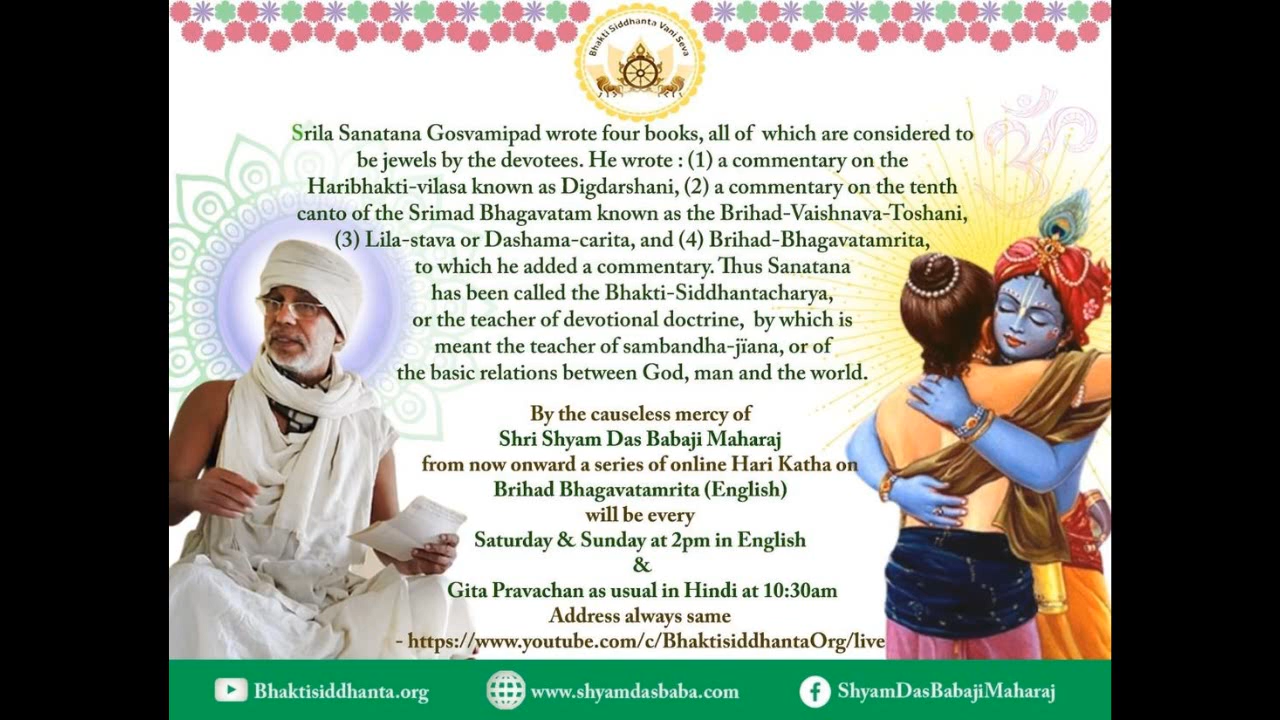 Bhakti Siddhanta Vani Seva
Srila Sanatana Gosvamipad wrote four books, all of which are considered to
be jewels by the devotees. He wrote : (1) a commentary on the
Haribhakti-vilasa known as Digdarshani, (2) a commentary on the tenth
canto of the Srimad Bhagavatam known as the Brihad-Vaishnava-Toshani,
(3) Lila-stava or Dashama-carita, and (4) Brihad-Bhagavatamrita,
to which he added a commentary. Thus Sanatana
has been called the Bhakti-Siddhantacharya,
or the teacher of devotional doctrine, by which is
meant the teacher of sambandha-jïana, or of
the basic relations between God, man and the world.
By the causeless mercy of
Shri Shyam Das Babaji Maharaj
from now onward a series of online Hari Katha on
Brihad Bhagavatamrita (English)
will be every
Saturday & Sunday at 2pm in English
&
Gita Pravachan as usual in Hindi at 10:30am
Address always same
- https://www.youtube.com/c/BhaktisiddhantaOrg/live
Bhaktisiddhanta.org
www.shyamdasbaba.com
ShyamDasBabajiMaharaj
ॐ